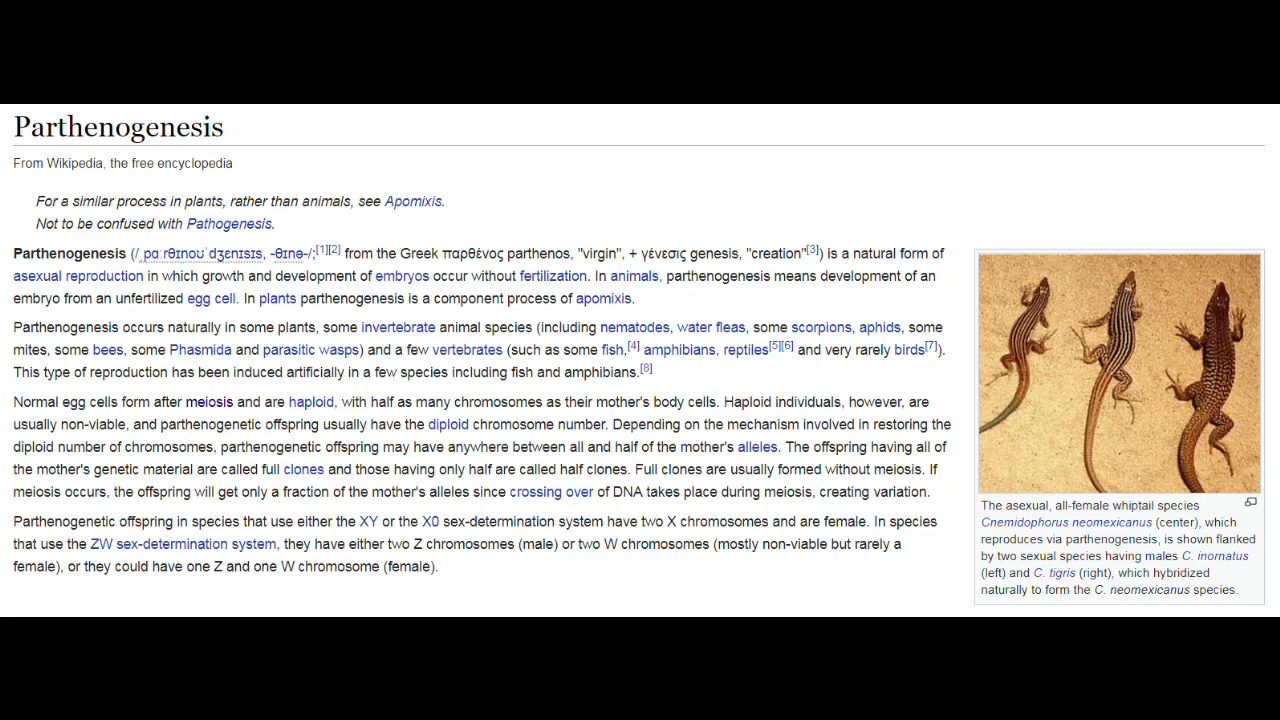 Parthenogenesis
From Wikipedia, the free encyclopedia
For a similar process in plants, rather than animals, see Apomixis.
Not to be confused with Pathogenesis.
Parthenogenesis (/ˌpɑːrθɪnoʊˈdʒɛnɪsɪs, -θɪnə-/;[1][2] from the Greek παρθένος parthenos, "virgin", + γένεσις genesis, "creation"[3]) is a natural form of
asexual reproduction in which growth and development of embryos occur without fertilization. In animals, parthenogenesis means development of an
embryo from an unfertilized egg cell. In plants parthenogenesis is a component process of apomixis.
Parthenogenesis occurs naturally in some plants, some invertebrate animal species (including nematodes, water fleas, some scorpions, aphids, some
mites, some bees, some Phasmida and parasitic wasps) and a few vertebrates (such as some fish,[4] amphibians, reptiles[5][6] and very rarely birds[7]).
This type of reproduction has been induced artificially in a few species including fish and amphibians.[8]
Normal egg cells form after meiosis and are haploid, with half as many chromosomes as their mother's body cells. Haploid individuals, however, are
usually non-viable, and parthenogenetic offspring usually have the diploid chromosome number. Depending on the mechanism involved in restoring the
diploid number of chromosomes, parthenogenetic offspring may have anywhere between all and half of the mother's alleles. The offspring having all of
the mother's genetic material are called full clones and those having only half are called half clones. Full clones are usually formed without meiosis. If
meiosis occurs, the offspring will get only a fraction of the mother's alleles since crossing over of DNA takes place during meiosis, creating variation.
Parthenogenetic offspring in species that use either the XY or the X0 sex-determination system have two X chromosomes and are female. In species
that use the ZW sex-determination system, they have either two Z chromosomes (male) or two W chromosomes (mostly non-viable but rarely a
female), or they could have one Z and one W chromosome (female).
The asexual, all-female whiptail species
Cnemidophorus neomexicanus (center), which
reproduces via parthenogenesis, is shown flanked
by two sexual species having males C. inornatus
(left) and C. tigris (right), which hybridized
naturally to form the C. neomexicanus species.